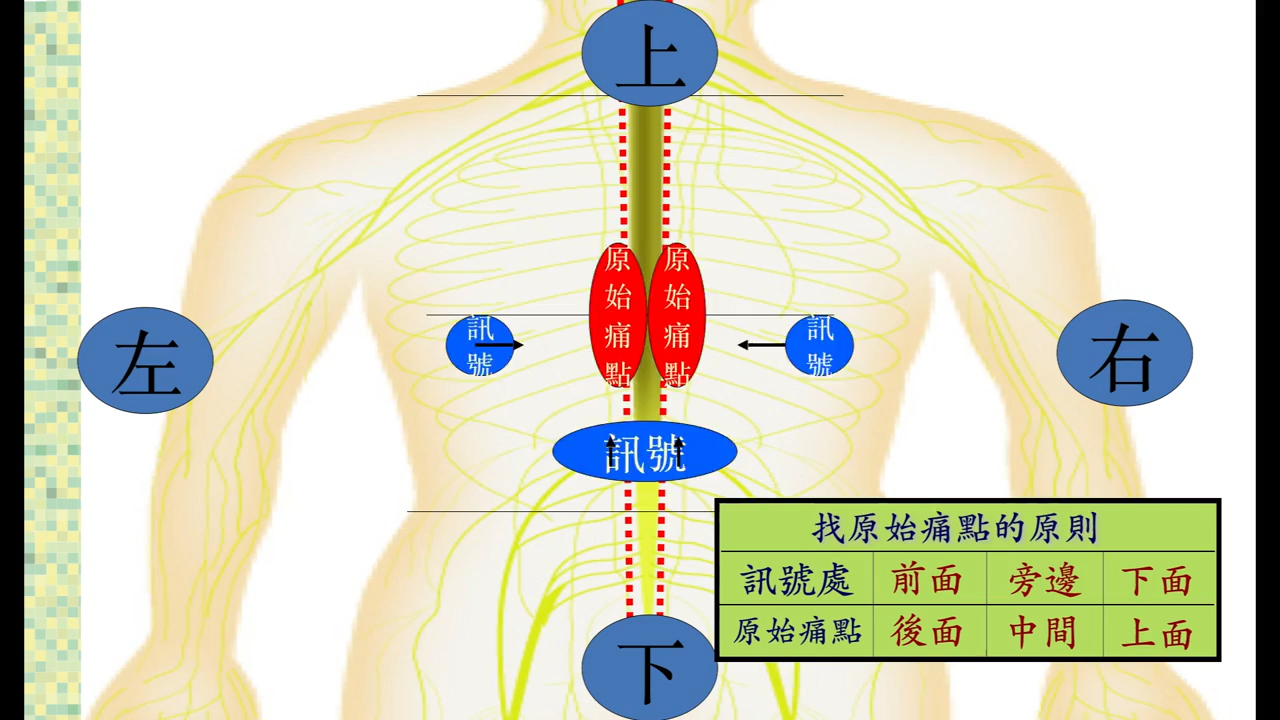 上
原始痛點
原始痛點
訊號
訊號
左
右
訊號
找原始痛點的原則
訊號處 前面 旁邊 下面
原始痛點 後面 中間 上面
下